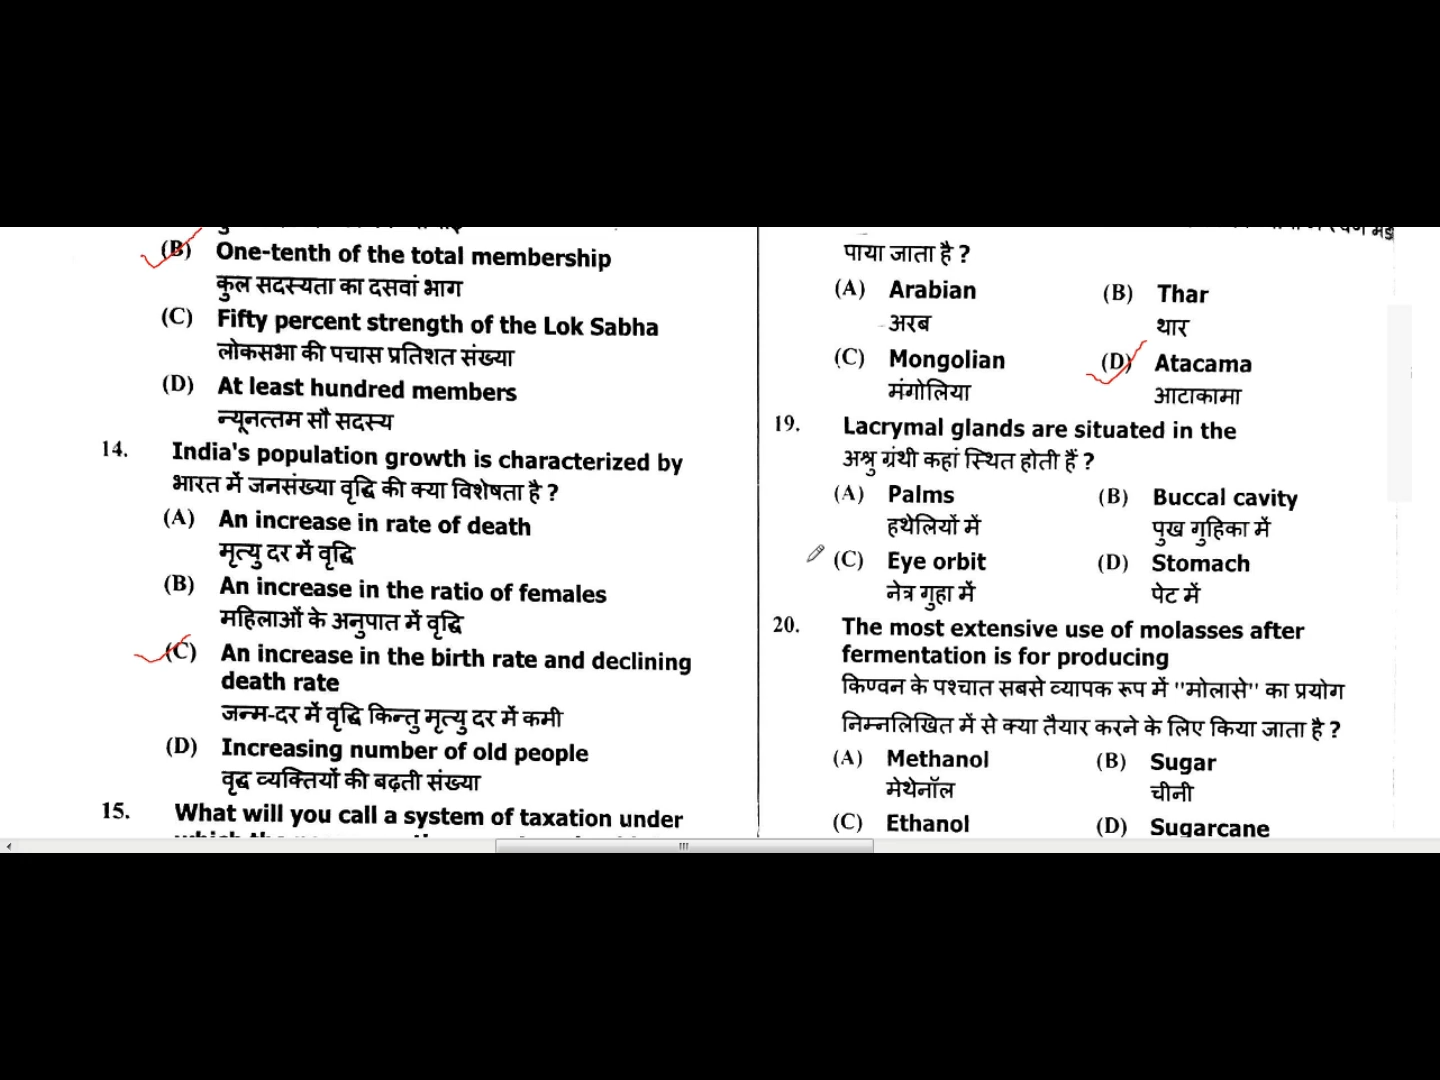 (B) One-tenth of the total membership
कुल सदस्यता का दसवां भाग
(C) Fifty percent strength of the Lok Sabha
लोकसभा की पचास प्रतिशत संख्या
(D) At least hundred members
न्यूनत्तम सौ सदस्य
14. India's population growth is characterized by
भारत में जनसंख्या वृद्धि की क्या विशेषता है ?
(A) An increase in rate of death
मृत्यु दर में वृद्धि
(B) An increase in the ratio of females
महिलाओं के अनुपात में वृद्धि
(C) An increase in the birth rate and declining
death rate
जन्म-दर में वृद्धि किन्तु मृत्यु दर में कमी
(D) Increasing number of old people
वृद्ध व्यक्तियों की बढ़ती संख्या
15. What will you call a system of taxation under
पाया जाता है ?
(A) Arabian (B) Thar
अरब थार
(C) Mongolian (D) Atacama
मंगोलिया आटाकामा
19. Lacrymal glands are situated in the
अश्रु ग्रंथी कहां स्थित होती हैं ?
(A) Palms (B) Buccal cavity
हथेलियों में पुख गुहिका में
(C) Eye orbit (D) Stomach
नेत्र गुहा में पेट में
20. The most extensive use of molasses after
fermentation is for producing
किण्वन के पश्चात सबसे व्यापक रूप में "मोलासे" का प्रयोग
निम्नलिखित में से क्या तैयार करने के लिए किया जाता है ?
(A) Methanol (B) Sugar
मेथेनॉल चीनी
(C) Ethanol (D) Sugarcane